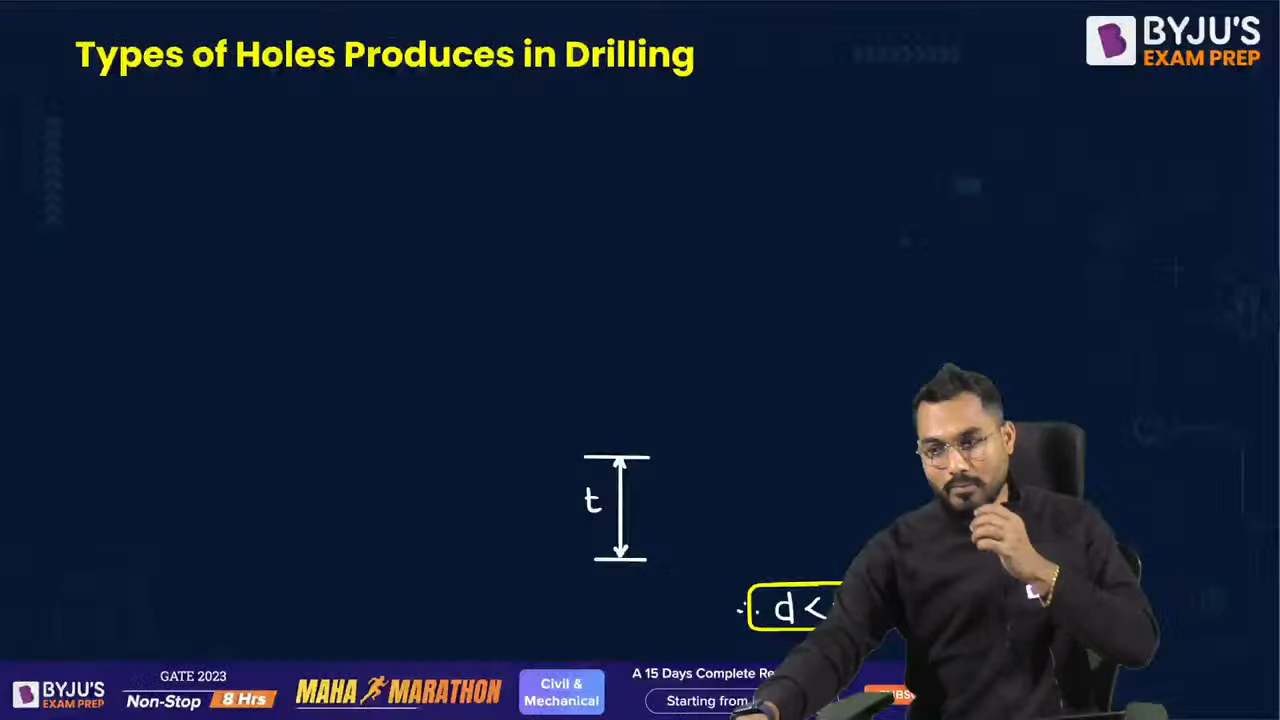 Types of Holes Produces in Drilling
BYJU'S
EXAM PREP
t
∴ d <
BYJU'S
EXAM PREP
GATE 2023
Non-Stop 8 Hrs
MAHA MARATHON
Civil &
Mechanical
A 15 Days Complete
Starting from